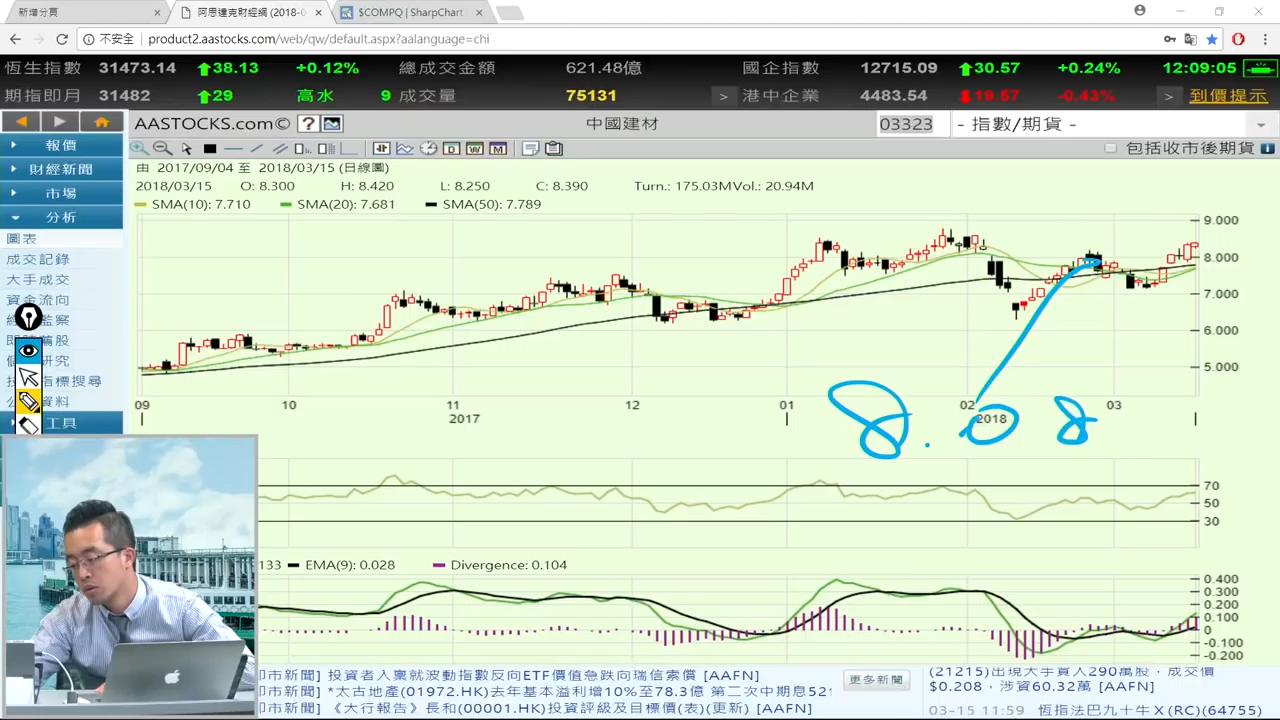 新增分頁
阿思達克財經網 (2018-0
$COMPQ | SharpChart
不安全 product2.aastocks.com/web/qw/default.aspx?aalanguage=chi
恆生指數 31473.14 38.13 +0.12% 總成交金額 621.48億 國企指數 12715.09 30.57 +0.24% 12:09:05
期指即月 31482 29 高水 9 成交量 75131 > 港中企業 4483.54 19.57 -0.43% > 到價提示
AASTOCKS.com© ? 中國建材 03323 - 指數/期貨 -
包括收市後期貨
報價
財經新聞
市場
分析
圖表
成交記錄
大手成交
資金流向
監察
研究
指標搜尋
資料
工具
由 2017/09/04 至 2018/03/15 (日線圖)
2018/03/15 O: 8.300 H: 8.420 L: 8.250 C: 8.390 Turn.: 175.03M Vol.: 20.94M
SMA(10): 7.710 SMA(20): 7.681 SMA(50): 7.789
9.000
8.000
7.000
6.000
5.000
09 10 11 12 01 02 03
2017 2018
8.08
70
50
30
133 EMA(9): 0.028 Divergence: 0.104
0.400
0.300
0.200
0.100
0
-0.100
-0.200
市新聞] 投資者入稟就波動指數反向ETF價值急跌向瑞信索償 [AAFN]
市新聞] *太古地產(01972.HK)去年基本溢利增10%至78.3億 第二次中期息52
市新聞] 《大行報告》長和(00001.HK)投資評級及目標價(表)(更新) [AAFN]
更多新聞
(21215)出現大手買入290萬股，成交價
$0.208，涉資60.32萬 [AAFN]
03-15 11:59 恆指法巴九十牛X (RC)(64755)